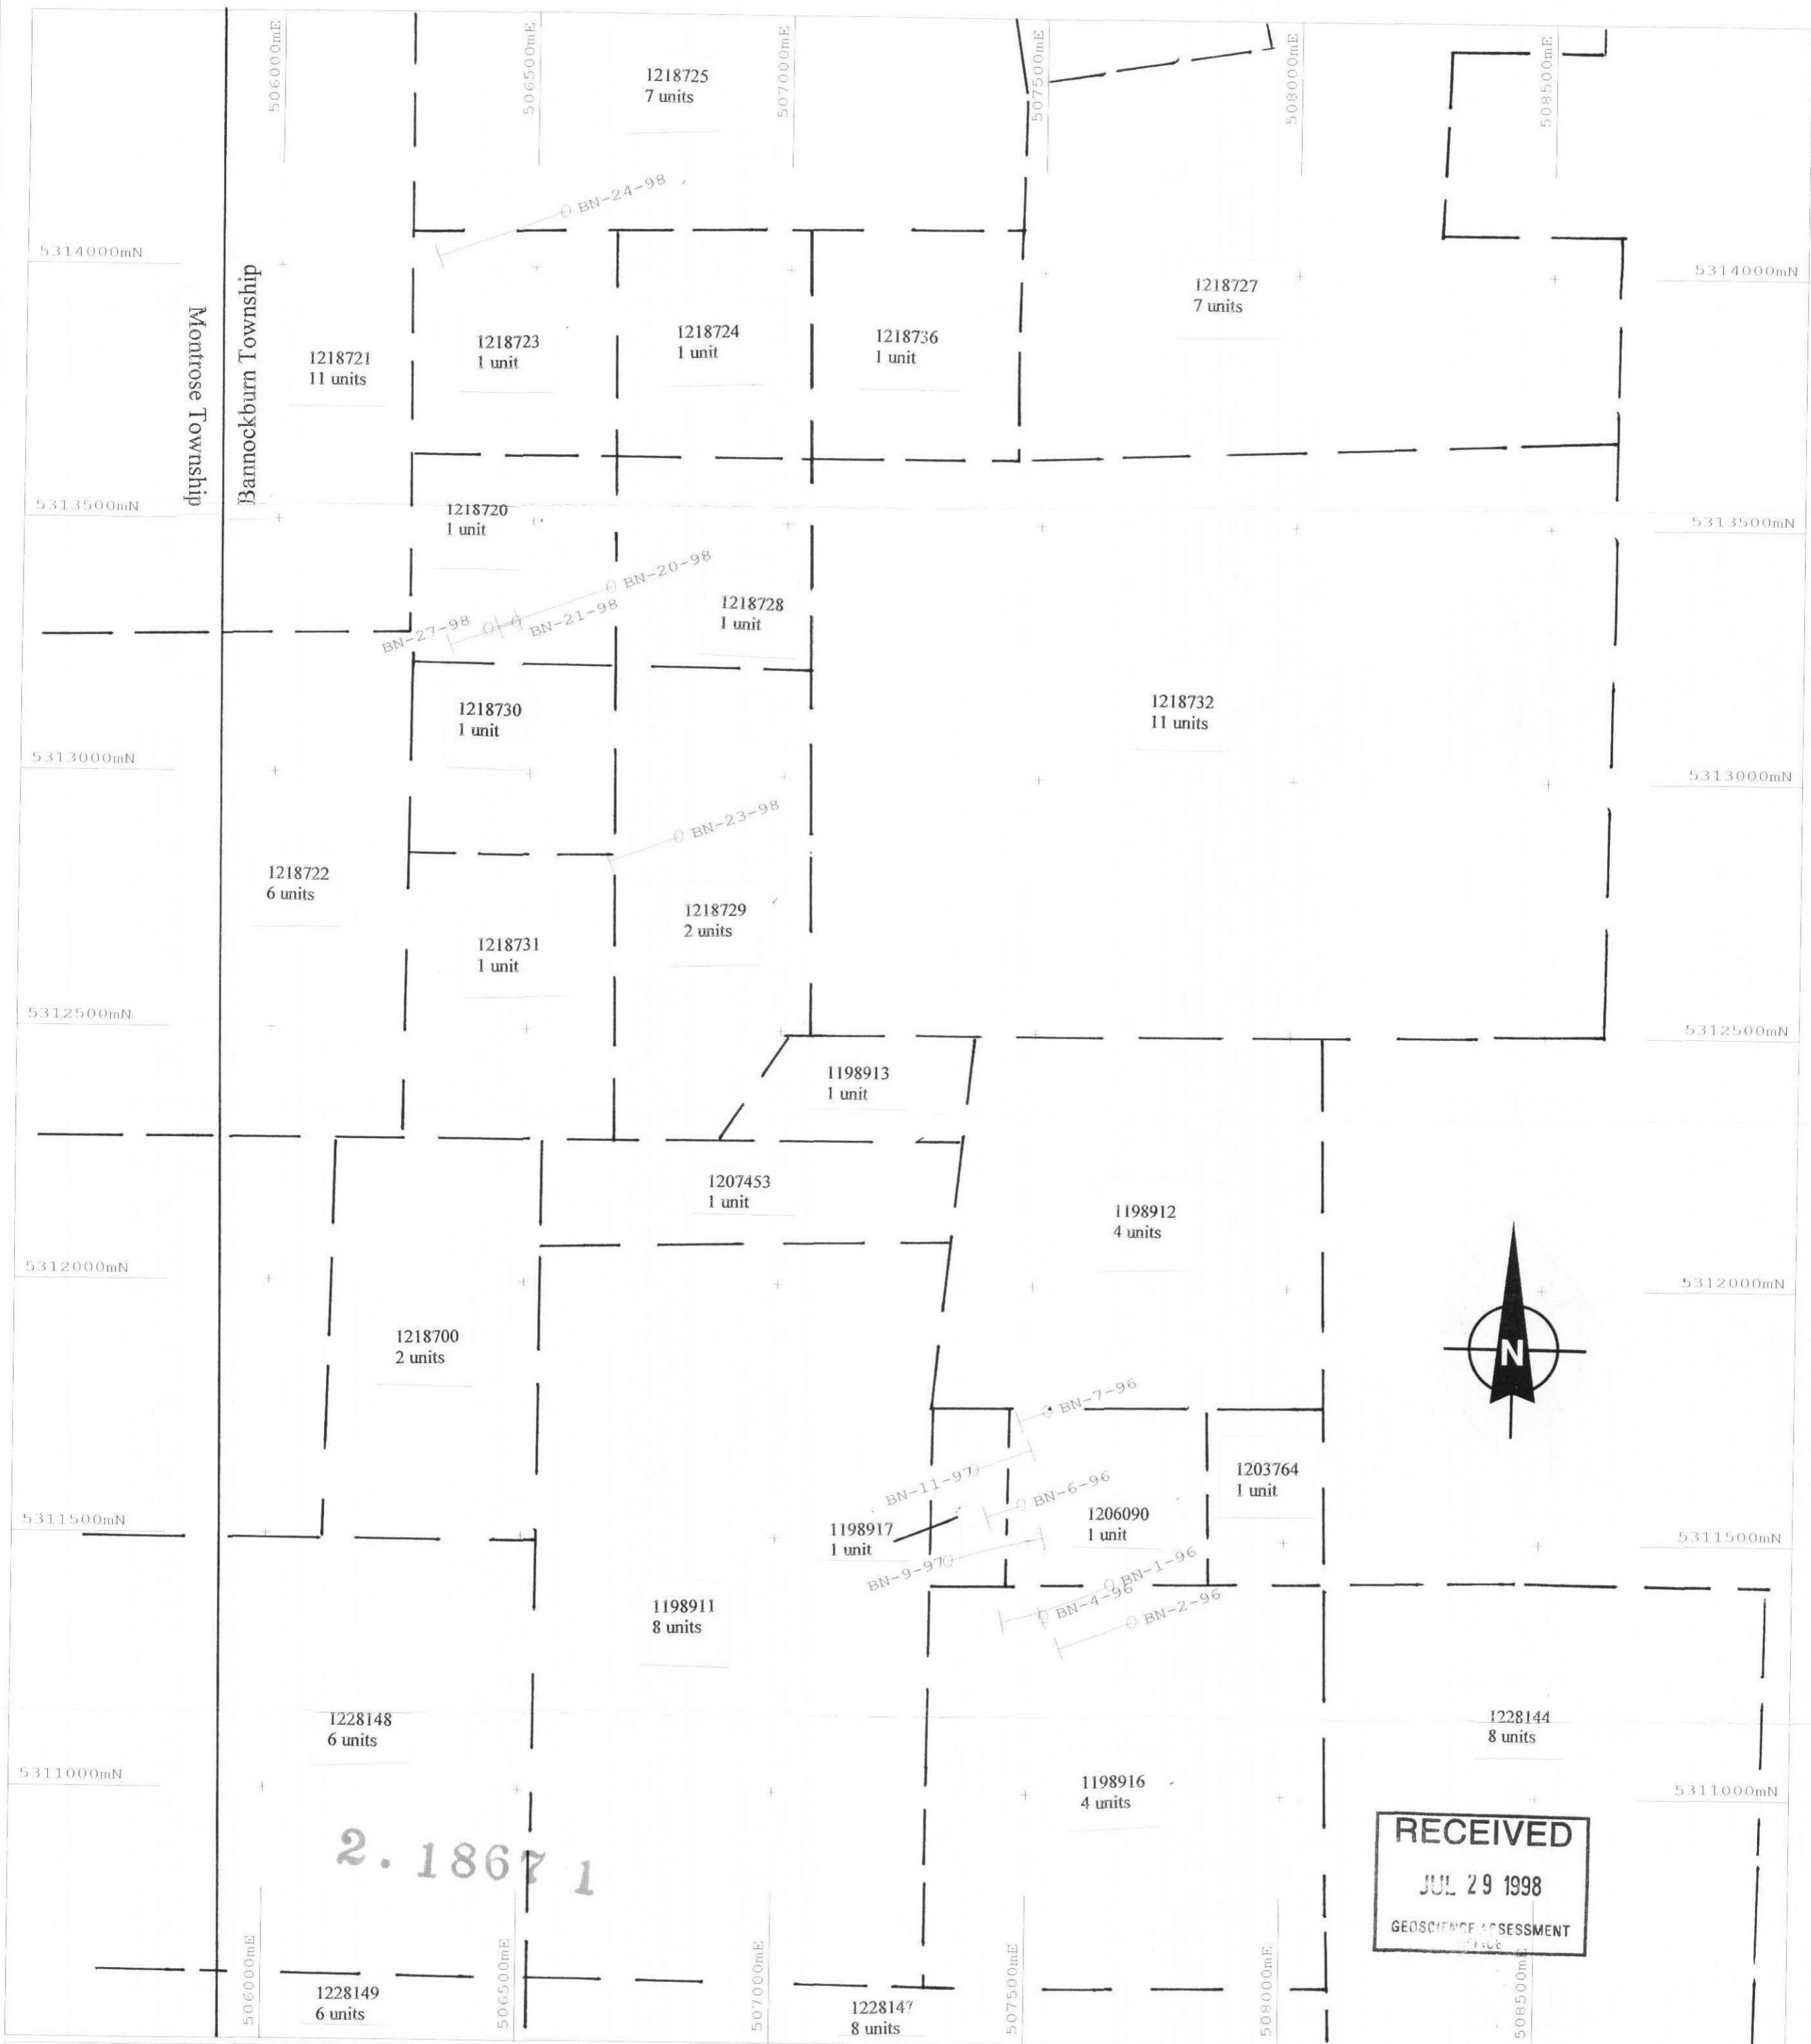 506000mE
506500mE
507000mE
507500mE
508000mE
508500mE
1218725
7 units
BN-24-98
5314000mN
5314000mN
Montrose Township
Bannockburn Township
1218721
11 units
1218723
1 unit
1218724
1 unit
1218736
1 unit
1218727
7 units
5313500mN
5313500mN
1218720
1 unit
BN-20-98
BN-27-98
BN-21-98
1218728
1 unit
1218730
1 unit
1218732
11 units
5313000mN
5313000mN
BN-23-98
1218722
6 units
1218731
1 unit
1218729
2 units
5312500mN
5312500mN
1198913
1 unit
1207453
1 unit
1198912
4 units
5312000mN
5312000mN
1218700
2 units
N
BN-7-96
BN-11-97
BN-6-96
1203764
1 unit
1206090
1 unit
5311500mN
5311500mN
1198917
1 unit
BN-9-97
BN-1-96
BN-4-96
BN-2-96
1198911
8 units
1228148
6 units
1228144
8 units
5311000mN
5311000mN
1198916
4 units
2.18671
RECEIVED
JUL 29 1998
GEOSCIENCE ASSESSMENT
OFFICE
506000mE
506500mE
507000mE
507500mE
508000mE
508500mE
1228149
6 units
1228147
8 units